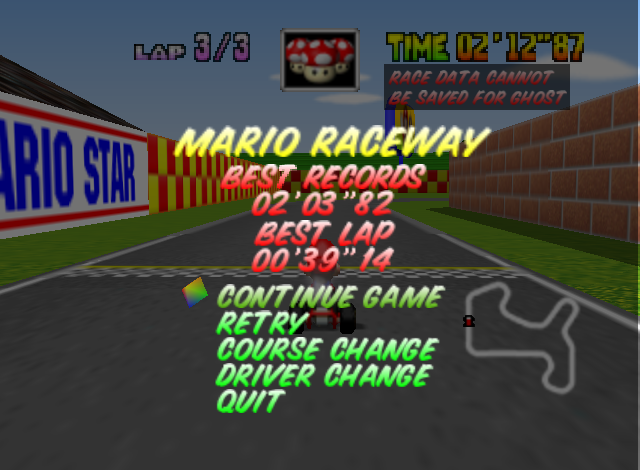 LAP 3/3
TIME 02'12"87
RACE DATA CANNOT
BE SAVED FOR GHOST
ARIO STAR
MARIO RACEWAY
BEST RECORDS
02'03"82
BEST LAP
00'39"14
CONTINUE GAME
RETRY
COURSE CHANGE
DRIVER CHANGE
QUIT